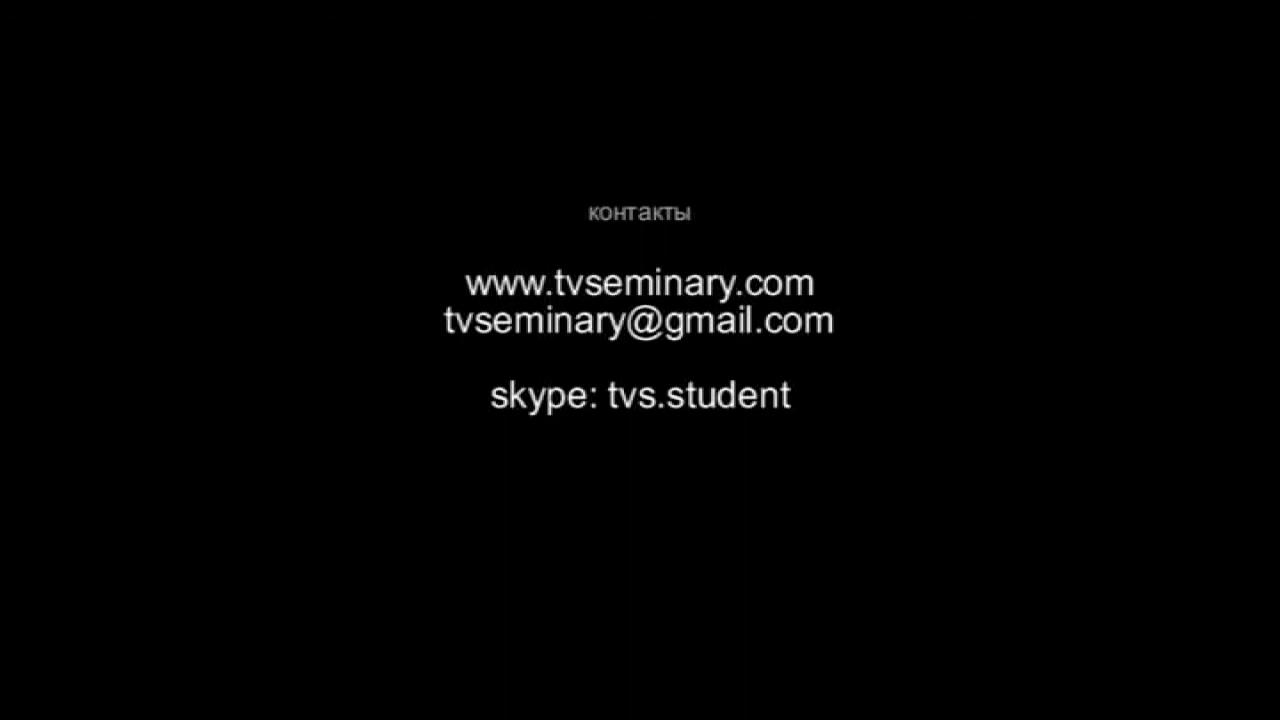 контакты
www.tvseminary.com
tvseminary@gmail.com
skype: tvs.student